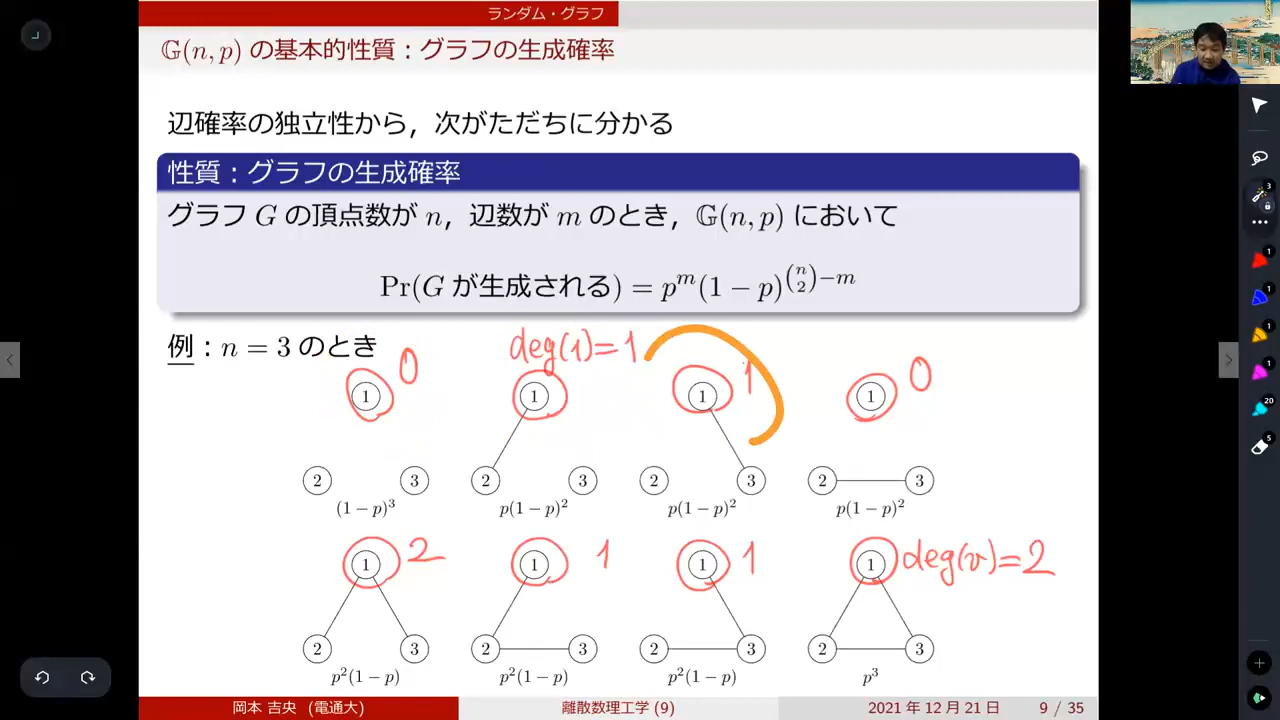 ランダム・グラフ
𝔾(n, p) の基本的性質：グラフの生成確率
辺確率の独立性から，次がただちに分かる
性質：グラフの生成確率
グラフ G の頂点数が n，辺数が m のとき，𝔾(n, p) において
Pr(G が生成される) = p^m(1 − p)^{\binom{n}{2}−m}
例：n = 3 のとき
deg(1)=1
0
1
0
1 1 1 1
2 3 2 3 2 3 2 3
(1 − p)^3 p(1 − p)^2 p(1 − p)^2 p(1 − p)^2
2 1 1 deg(v)=2
1 1 1 1
2 3 2 3 2 3 2 3
p^2(1 − p) p^2(1 − p) p^2(1 − p) p^3
岡本 吉央 (電通大) 離散数理工学 (9) 2021 年 12 月 21 日 9 / 35
3
1
1
1
1
20
5